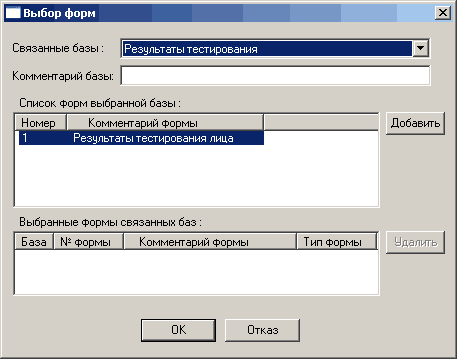 Выбор форм
Связанные базы : Результаты тестирования
Комментарий базы:
Список форм выбранной базы :
Номер Комментарий формы
Добавить
1 Результаты тестирования лица
Выбранные формы связанных баз :
База № формы Комментарий формы Тип формы
Удалить
OK Отказ